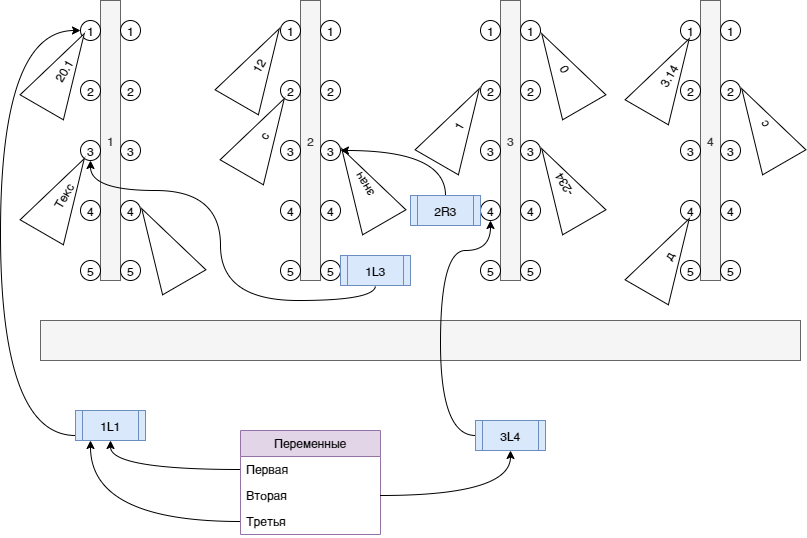 1 1 1 1 1 1 1 1
20.1 12 0 3.14
2 2 2 2 2 2 2 2
с 1 с
1 2 3 4
3 3 3 3 3 3 3 3
Текс знач -234
4 4 4 4 2R3 4 4 4 4
д
5 5 5 5 1L3 5 5 5 5
1L1 3L4
Переменные
Первая
Вторая
Третья